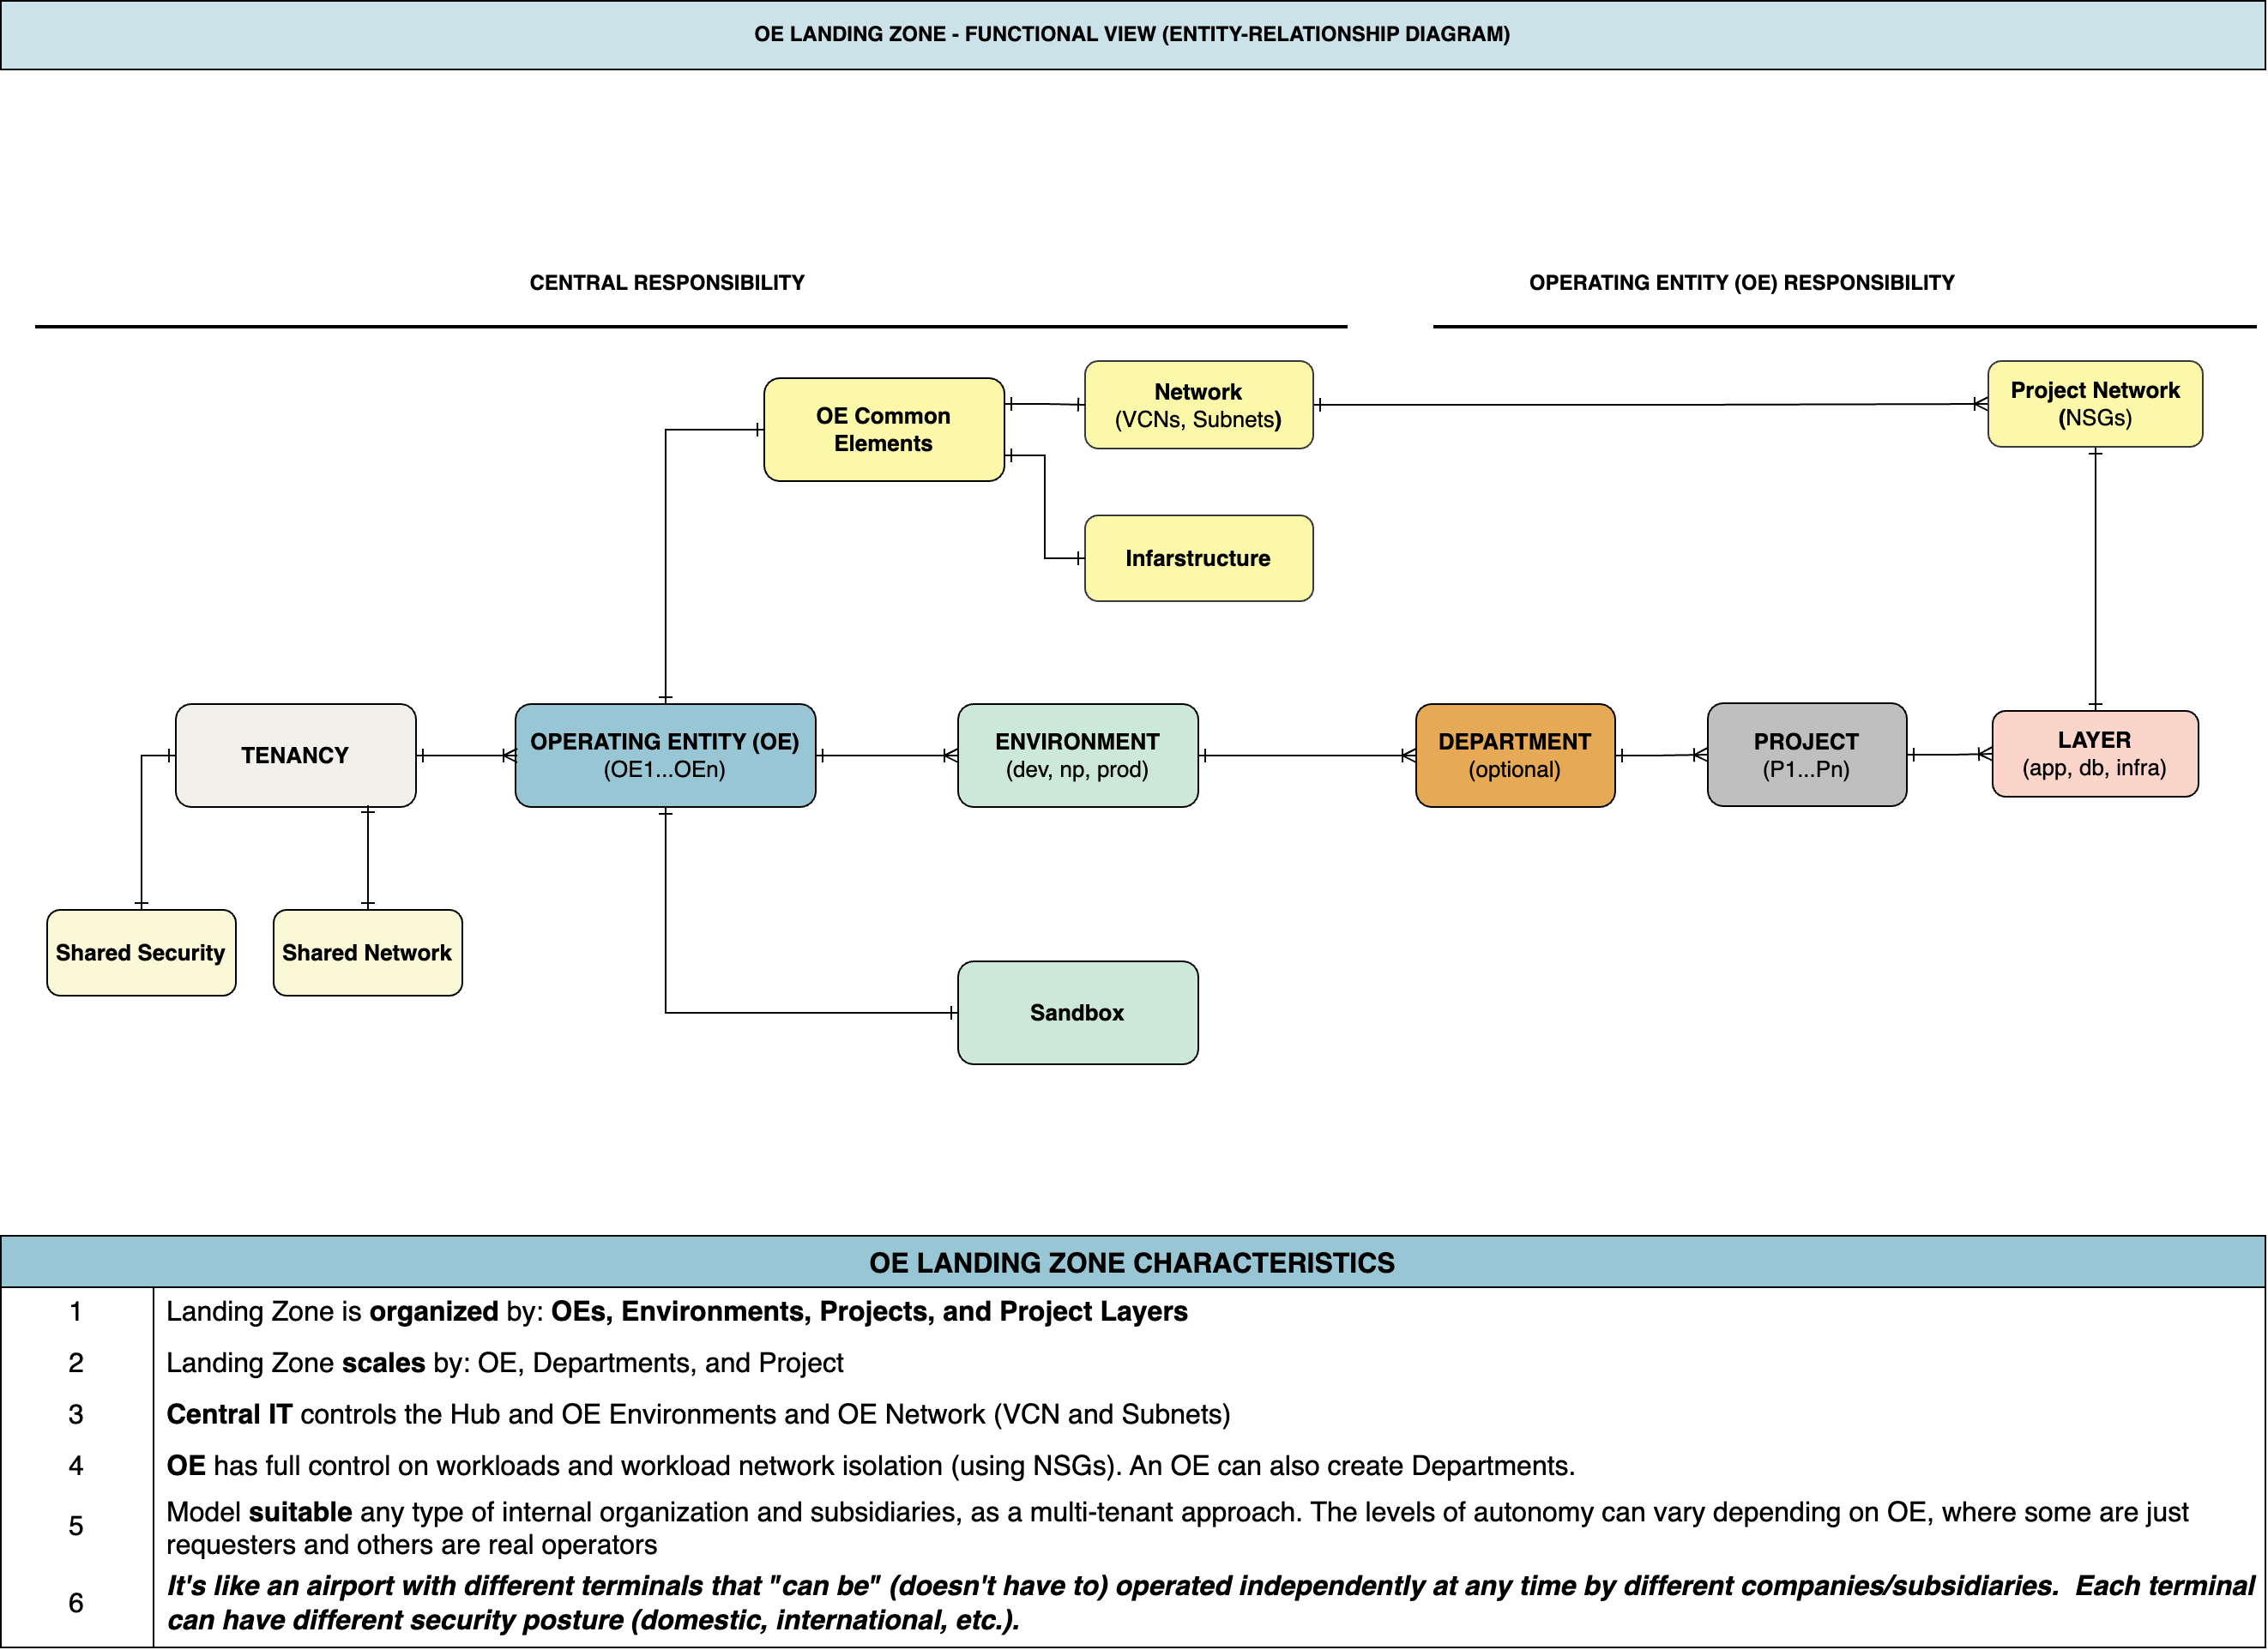 OE LANDING ZONE - FUNCTIONAL VIEW (ENTITY-RELATIONSHIP DIAGRAM)
CENTRAL RESPONSIBILITY
OPERATING ENTITY (OE) RESPONSIBILITY
OE Common
Elements
Network
(VCNs, Subnets)
Project Network
(NSGs)
Infarstructure
TENANCY
OPERATING ENTITY (OE)
(OE1...OEn)
ENVIRONMENT
(dev, np, prod)
DEPARTMENT
(optional)
PROJECT
(P1...Pn)
LAYER
(app, db, infra)
Shared Security
Shared Network
Sandbox
OE LANDING ZONE CHARACTERISTICS
1 Landing Zone is organized by: OEs, Environments, Projects, and Project Layers
2 Landing Zone scales by: OE, Departments, and Project
3 Central IT controls the Hub and OE Environments and OE Network (VCN and Subnets)
4 OE has full control on workloads and workload network isolation (using NSGs). An OE can also create Departments.
5 Model suitable any type of internal organization and subsidiaries, as a multi-tenant approach. The levels of autonomy can vary depending on OE, where some are just
requesters and others are real operators
6 It's like an airport with different terminals that "can be" (doesn't have to) operated independently at any time by different companies/subsidiaries. Each terminal
can have different security posture (domestic, international, etc.).